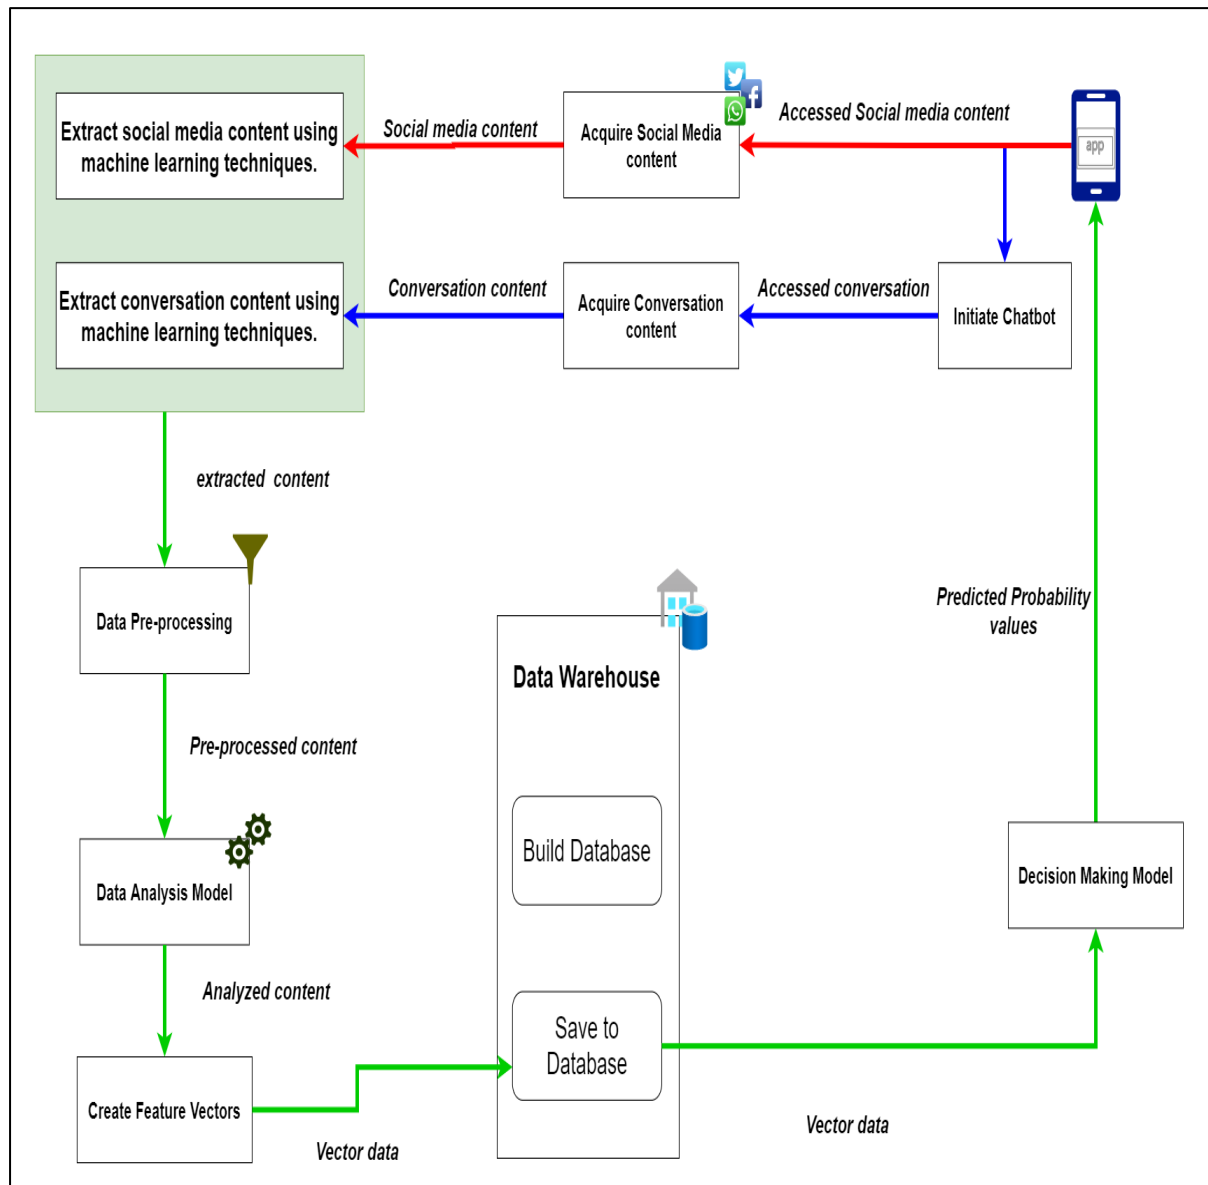 Extract social media content using
machine learning techniques.
Social media content
Acquire Social Media
content
Accessed Social media content
app
Extract conversation content using
machine learning techniques.
Conversation content
Acquire Conversation
content
Accessed conversation
Initiate Chatbot
extracted content
Data Pre-processing
Pre-processed content
Data Analysis Model
Analyzed content
Create Feature Vectors
Vector data
Data Warehouse
Build Database
Save to
Database
Vector data
Decision Making Model
Predicted Probability
values